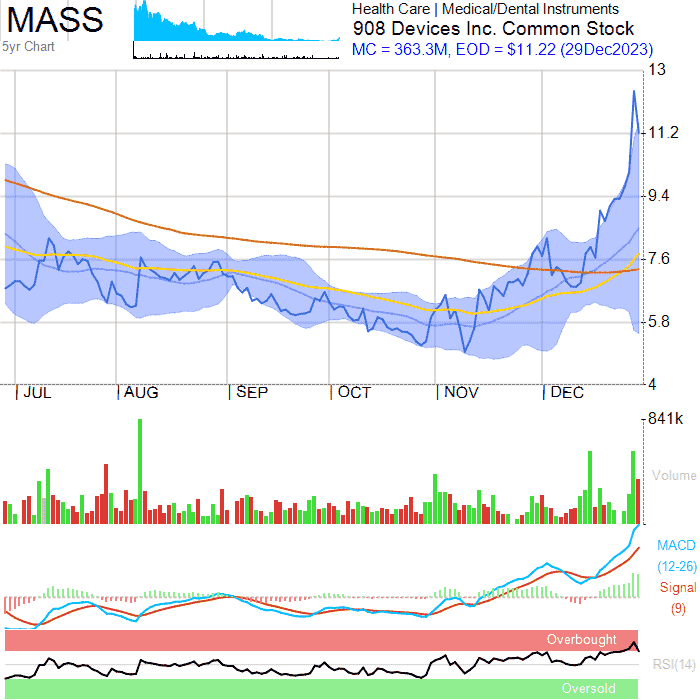 MASS
5yr Chart
Health Care | Medical/Dental Instruments
908 Devices Inc. Common Stock
MC = 363.3M, EOD = $11.22 (29Dec2023)
13
11.2
9.4
7.6
5.8
4
JUL
AUG
SEP
OCT
NOV
DEC
841k
Volume
MACD
(12-26)
Signal
(9)
Overbought
RSI(14)
Oversold